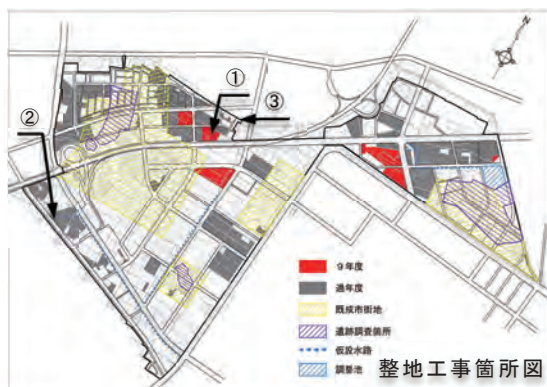 ①
②
③
N
9年度
過年度
既成市街地
遺跡調査箇所
仮設水路
調整池
整地工事箇所図